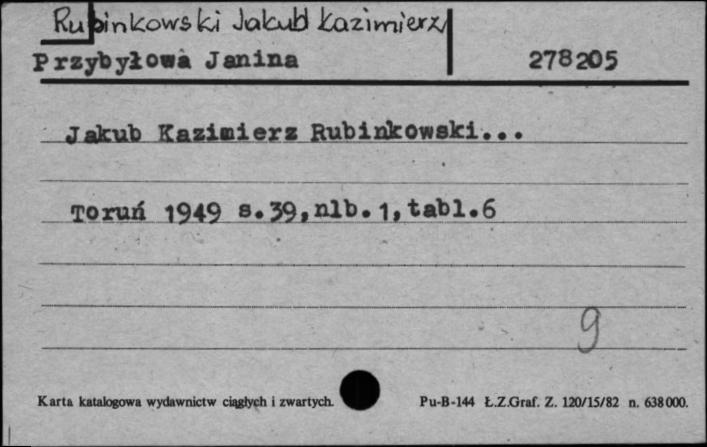 Rubinkowski Jakub Kazimierz
Przybyłowa Janina 278205
Jakub Kazimierz Rubinkowski...
Toruń 1949 s.39,nlb.1,tabl.6
9
Karta katalogowa wydawnictw ciągłych i zwartych. Pu-B-144 Ł.Z.Graf. Z. 120/15/82 n. 638000.